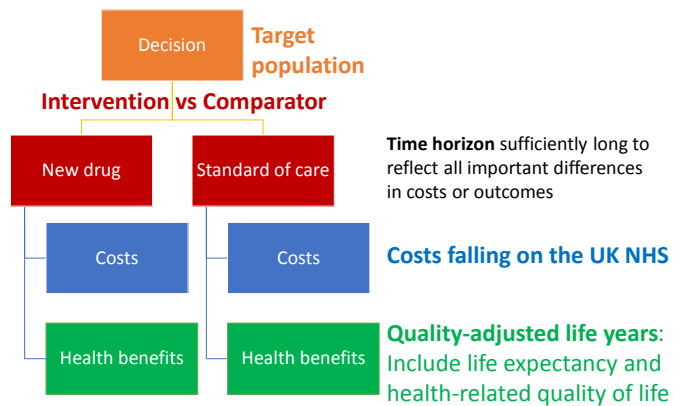 Decision
Target
population
Intervention vs Comparator
New drug
Standard of care
Time horizon sufficiently long to
reflect all important differences
in costs or outcomes
Costs
Costs
Costs falling on the UK NHS
Health benefits
Health benefits
Quality-adjusted life years:
Include life expectancy and
health-related quality of life